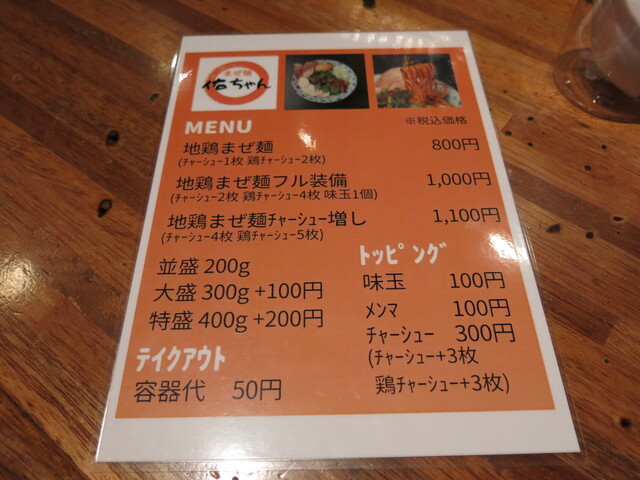 まぜ麺
佑ちゃん
MENU
※税込価格
地鶏まぜ麺 800円
(チャーシュー1枚 鶏チャーシュー2枚)
地鶏まぜ麺フル装備 1,000円
(チャーシュー2枚 鶏チャーシュー4枚 味玉1個)
地鶏まぜ麺チャーシュー増し 1,100円
(チャーシュー4枚 鶏チャーシュー5枚)
並盛 200g
大盛 300g +100円
特盛 400g +200円
テイクアウト
容器代 50円
トッピング
味玉 100円
メンマ 100円
チャーシュー 300円
(チャーシュー+3枚
鶏チャーシュー+3枚)